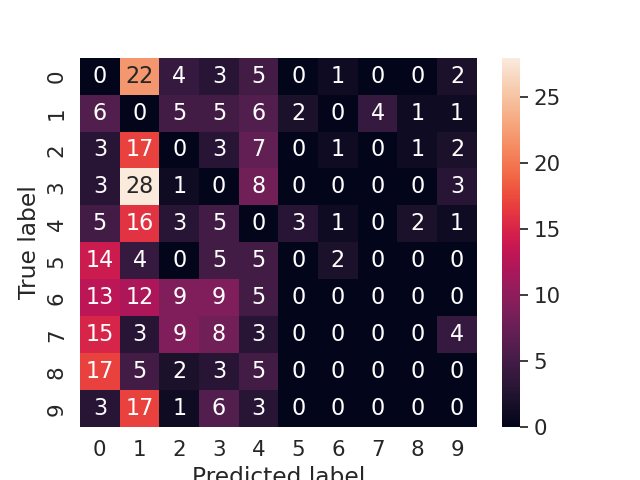 0 0 22 4 3 5 0 1 0 0 2
1 6 0 5 5 6 2 0 4 1 1
2 3 17 0 3 7 0 1 0 1 2
3 3 28 1 0 8 0 0 0 0 3
4 5 16 3 5 0 3 1 0 2 1
5 14 4 0 5 5 0 2 0 0 0
6 13 12 9 9 5 0 0 0 0 0
7 15 3 9 8 3 0 0 0 0 4
8 17 5 2 3 5 0 0 0 0 0
9 3 17 1 6 3 0 0 0 0 0
0 1 2 3 4 5 6 7 8 9
Predicted label
True label
25
20
15
10
5
0